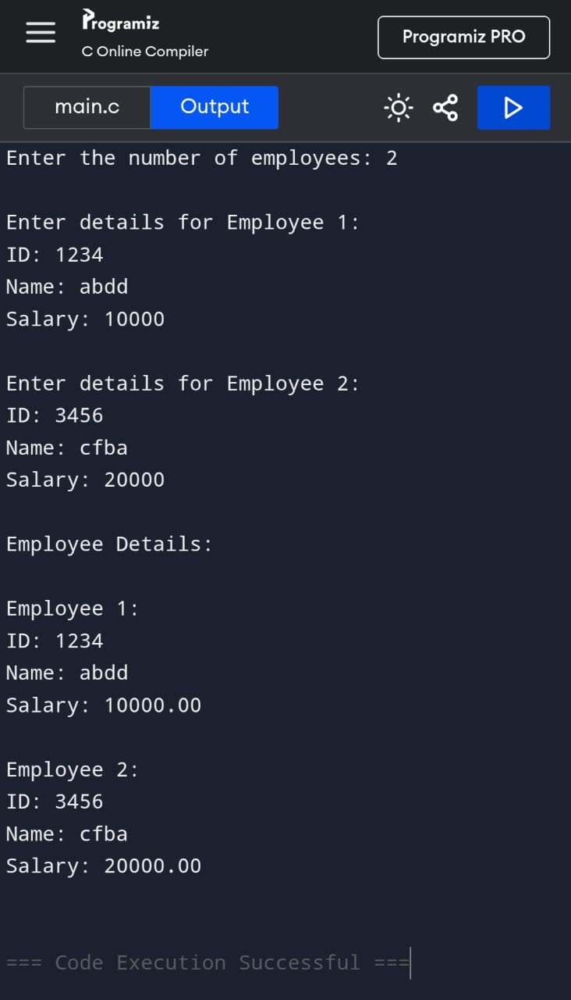 Programiz
C Online Compiler
Programiz PRO
main.c
Output
Enter the number of employees: 2
Enter details for Employee 1:
ID: 1234
Name: abdd
Salary: 10000
Enter details for Employee 2:
ID: 3456
Name: cfba
Salary: 20000
Employee Details:
Employee 1:
ID: 1234
Name: abdd
Salary: 10000.00
Employee 2:
ID: 3456
Name: cfba
Salary: 20000.00
=== Code Execution Successful ===